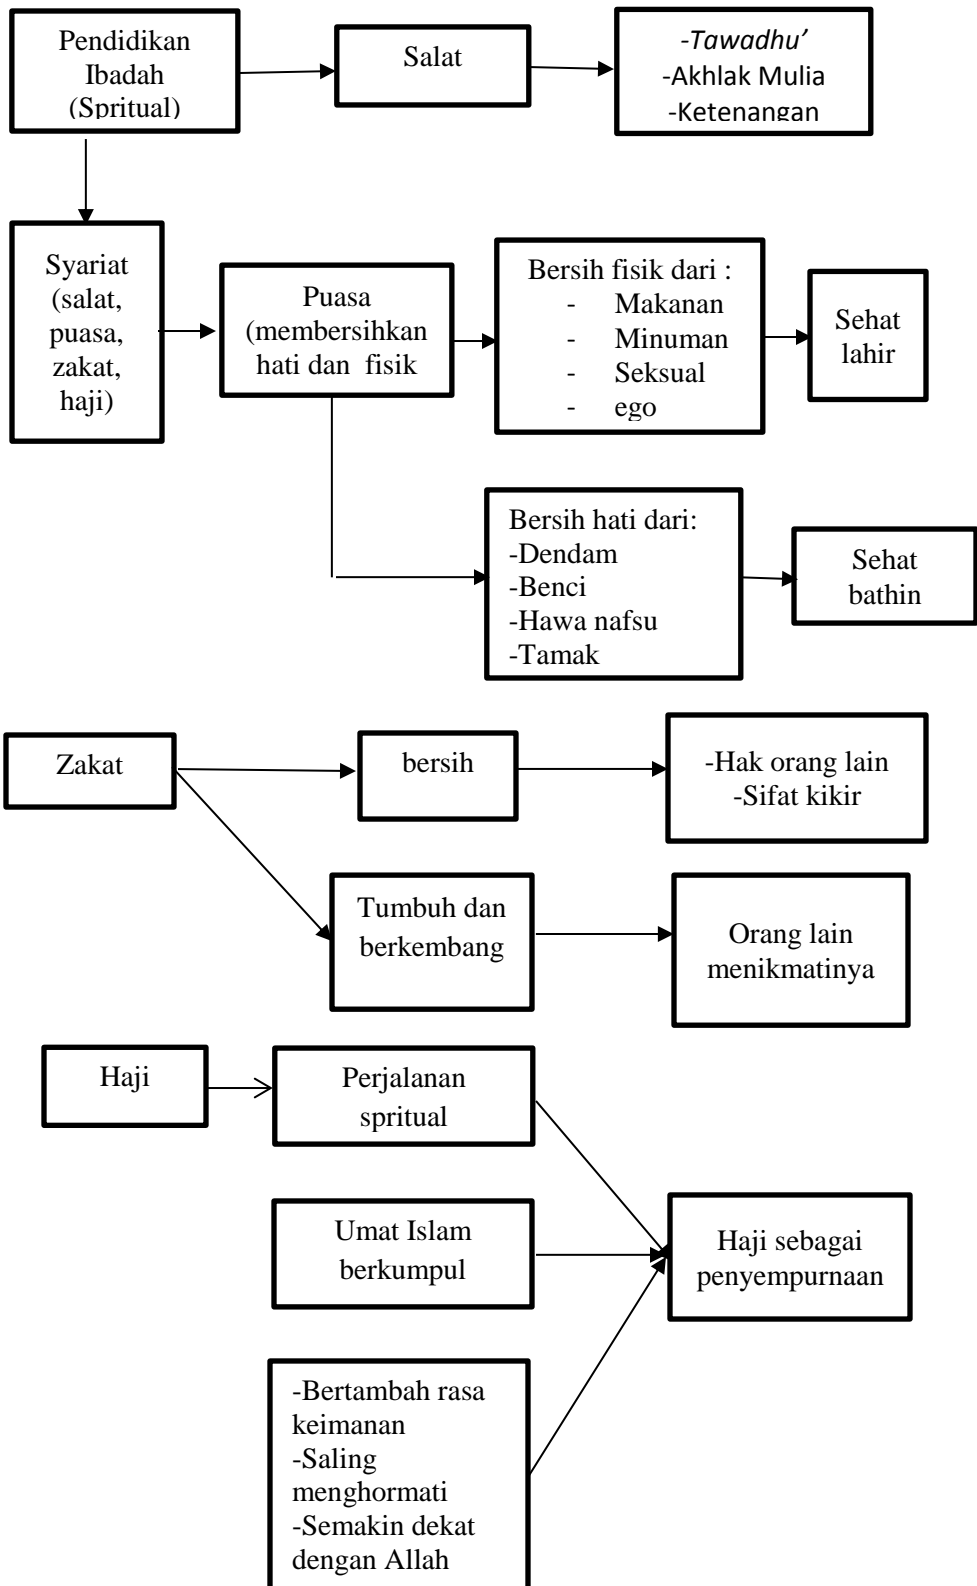 Pendidikan
Ibadah
(Spritual)
Salat
-Tawadhu’
-Akhlak Mulia
-Ketenangan
Syariat
(salat,
puasa,
zakat,
haji)
Puasa
(membersihkan
hati dan fisik
Bersih fisik dari :
- Makanan
- Minuman
- Seksual
- ego
Sehat
lahir
Bersih hati dari:
-Dendam
-Benci
-Hawa nafsu
-Tamak
Sehat
bathin
Zakat
bersih
-Hak orang lain
-Sifat kikir
Tumbuh dan
berkembang
Orang lain
menikmatinya
Haji
Perjalanan
spritual
Umat Islam
berkumpul
Haji sebagai
penyempurnaan
-Bertambah rasa
keimanan
-Saling
menghormati
-Semakin dekat
dengan Allah